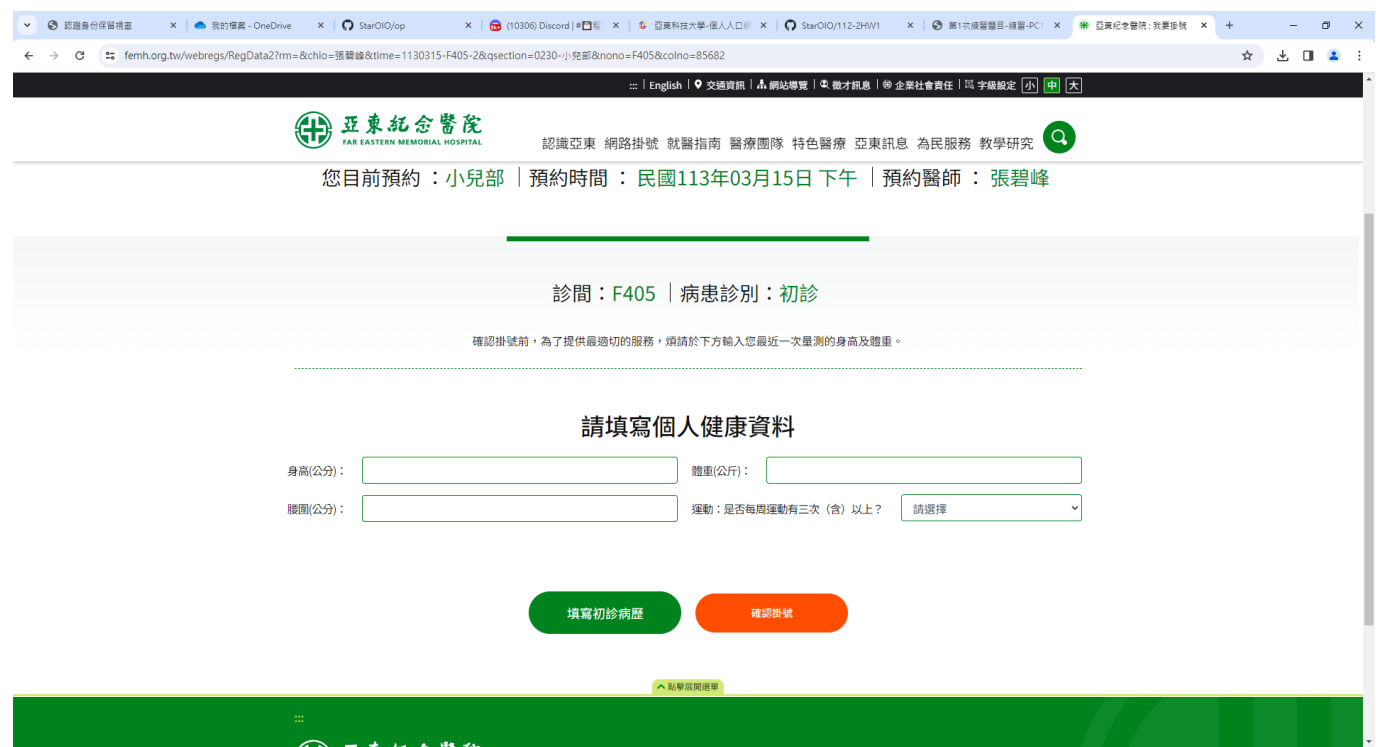 認證身份保留視窗
我的檔案 - OneDrive
StarOIO/op
(10306) Discord | #
亞東科技大學-個人入口
StarOIO/112-2HW1
第1次練習題目-練習-PC1
亞東紀念醫院 : 我要掛號
femh.org.tw/webregs/RegData2?rm=&chlo=張碧峰&time=1130315-F405-2&qsection=0230-小兒部&nono=F405&colno=85682
::: | English | 交通資訊 | 網站導覽 | 徵才訊息 | 企業社會責任 | 字級設定 小 中 大
亞東紀念醫院
FAR EASTERN MEMORIAL HOSPITAL
認識亞東 網路掛號 就醫指南 醫療團隊 特色醫療 亞東訊息 為民服務 教學研究
您目前預約 :小兒部 | 預約時間 : 民國113年03月15日 下午 | 預約醫師 : 張碧峰
診間:F405 | 病患診別:初診
確認掛號前,為了提供最適切的服務,煩請於下方輸入您最近一次量測的身高及體重。
請填寫個人健康資料
身高(公分): 體重(公斤):
腰圍(公分): 運動:是否每周運動有三次(含)以上? 請選擇
填寫初診病歷 確認掛號
點擊展開選單
:::
亞東紀念醫院